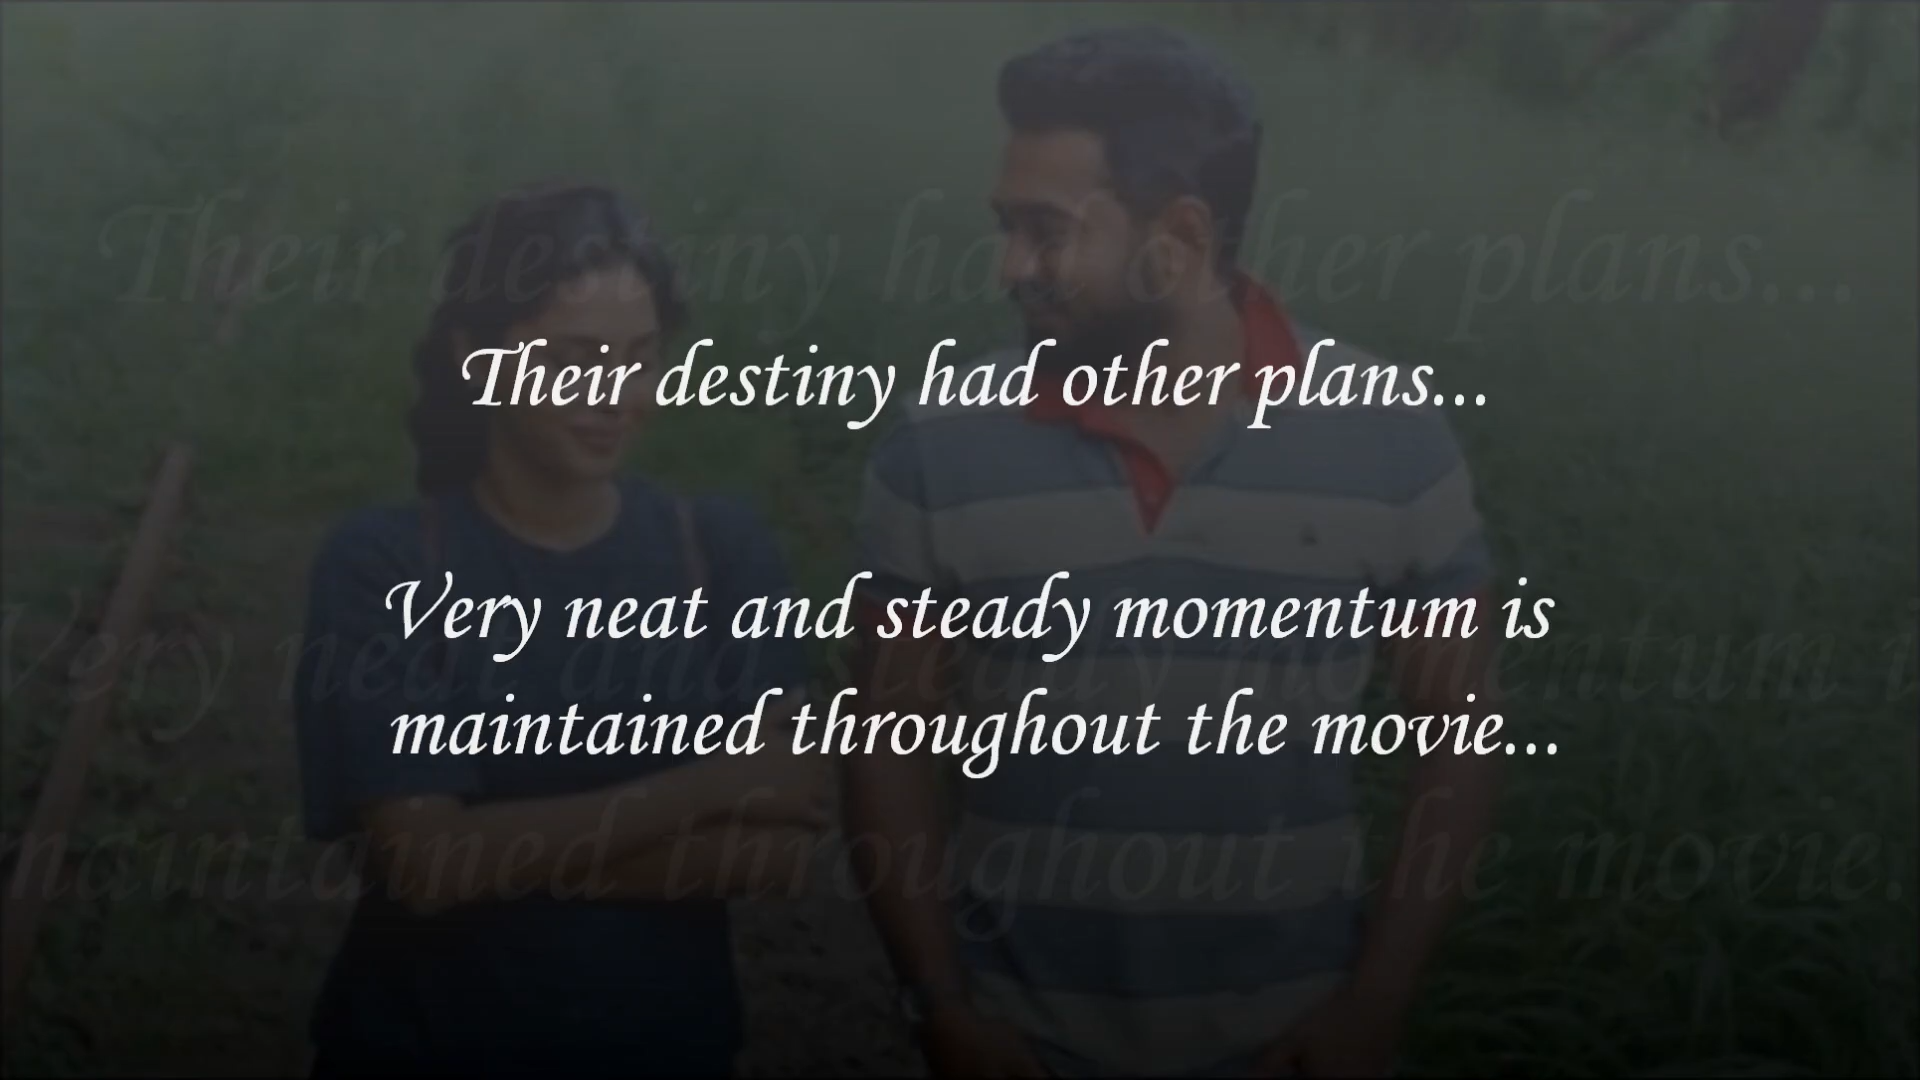 Their destiny had other plans...
Very neat and steady momentum is
maintained throughout the movie...